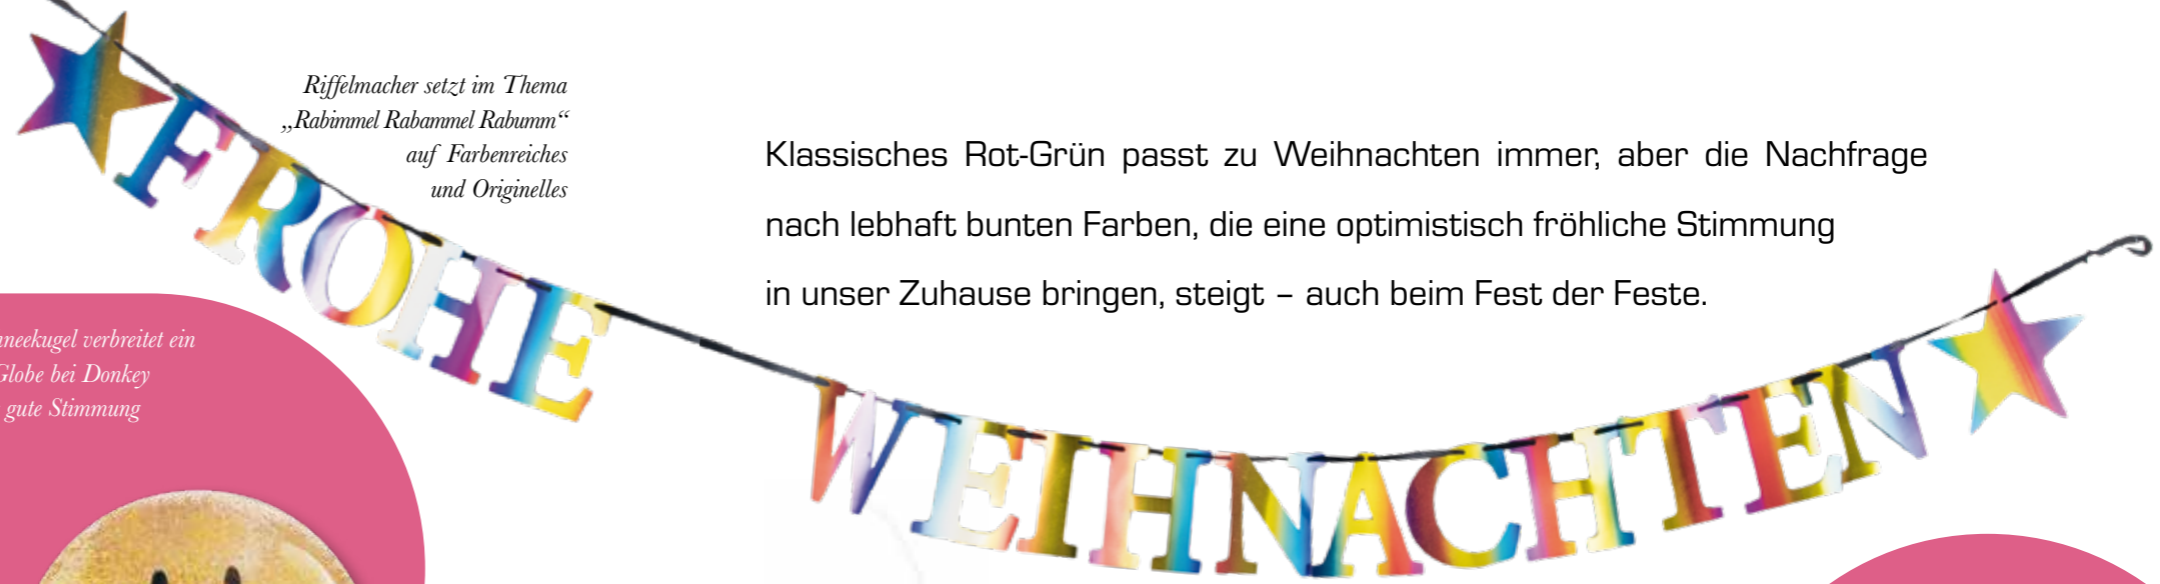 Riffelmacher setzt im Thema
„Rabimmel Rabammel Rabumm“
auf Farbenreiches
und Originelles
Klassisches Rot-Grün passt zu Weihnachten immer, aber die Nachfrage
nach lebhaft bunten Farben, die eine optimistisch fröhliche Stimmung
in unser Zuhause bringen, steigt – auch beim Fest der Feste.
FROHE WEIHNACHTEN
verbreitet ein
Globe bei Donkey
gute Stimmung